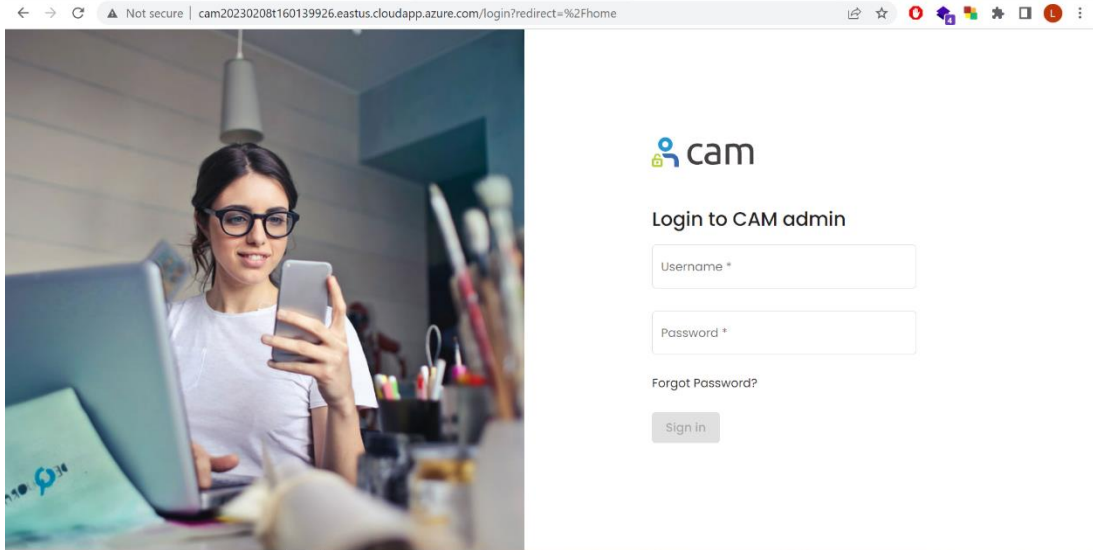 Not secure | cam20230208t160139926.eastus.cloudapp.azure.com/login?redirect=%2Fhome
4
L
cam
Login to CAM admin
Username *
Password *
Forgot Password?
Sign in